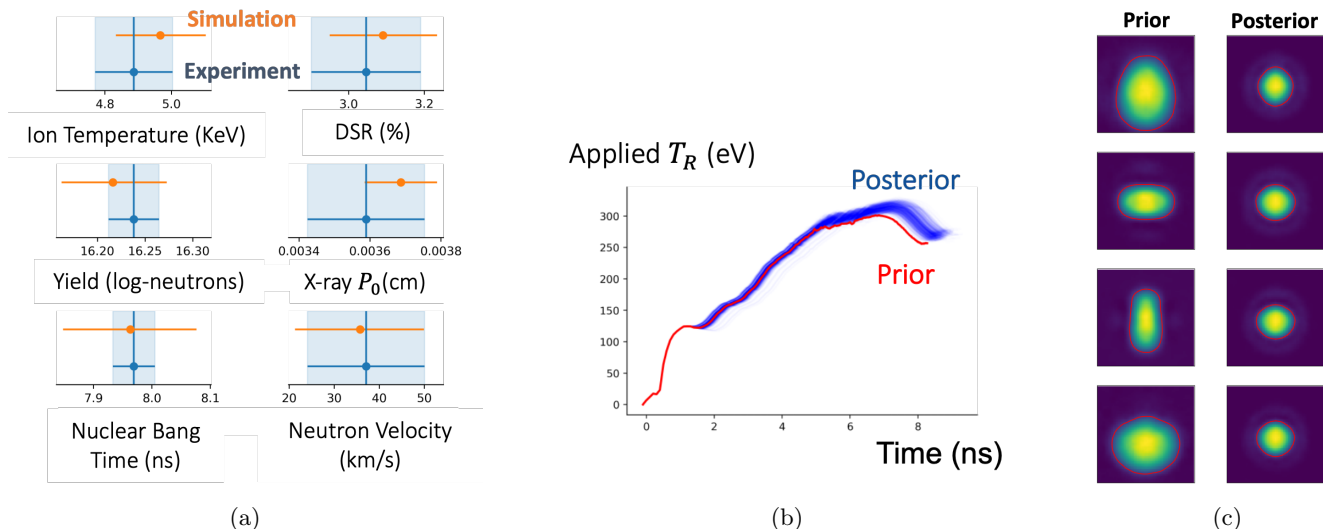 Simulation
Experiment
4.8 5.0
3.0 3.2
Ion Temperature (KeV)
DSR (%)
16.20 16.25 16.30
0.0034 0.0036 0.0038
Yield (log-neutrons)
X-ray P₀(cm)
7.9 8.0 8.1
20 30 40 50
Nuclear Bang
Time (ns)
Neutron Velocity
(km/s)
(a)
Applied T_R (eV)
Posterior
Prior
300
250
200
150
100
50
0
0 2 4 6 8
Time (ns)
(b)
Prior Posterior
(c)